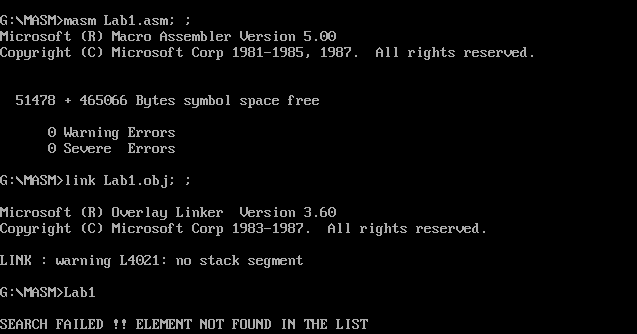 G:\MASM>masm Lab1.asm; ;
Microsoft (R) Macro Assembler Version 5.00
Copyright (C) Microsoft Corp 1981-1985, 1987.  All rights reserved.
51478 + 465066 Bytes symbol space free
0 Warning Errors
0 Severe  Errors
G:\MASM>link Lab1.obj; ;
Microsoft (R) Overlay Linker  Version 3.60
Copyright (C) Microsoft Corp 1983-1987.  All rights reserved.
LINK : warning L4021: no stack segment
G:\MASM>Lab1
SEARCH FAILED !! ELEMENT NOT FOUND IN THE LIST